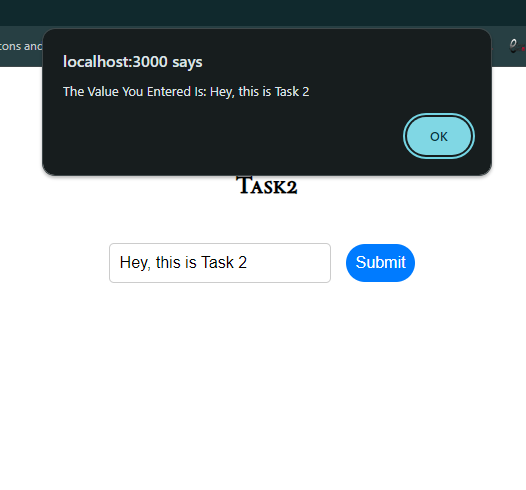 cons and
localhost:3000 says
The Value You Entered Is: Hey, this is Task 2
OK
Task2
Hey, this is Task 2
Submit